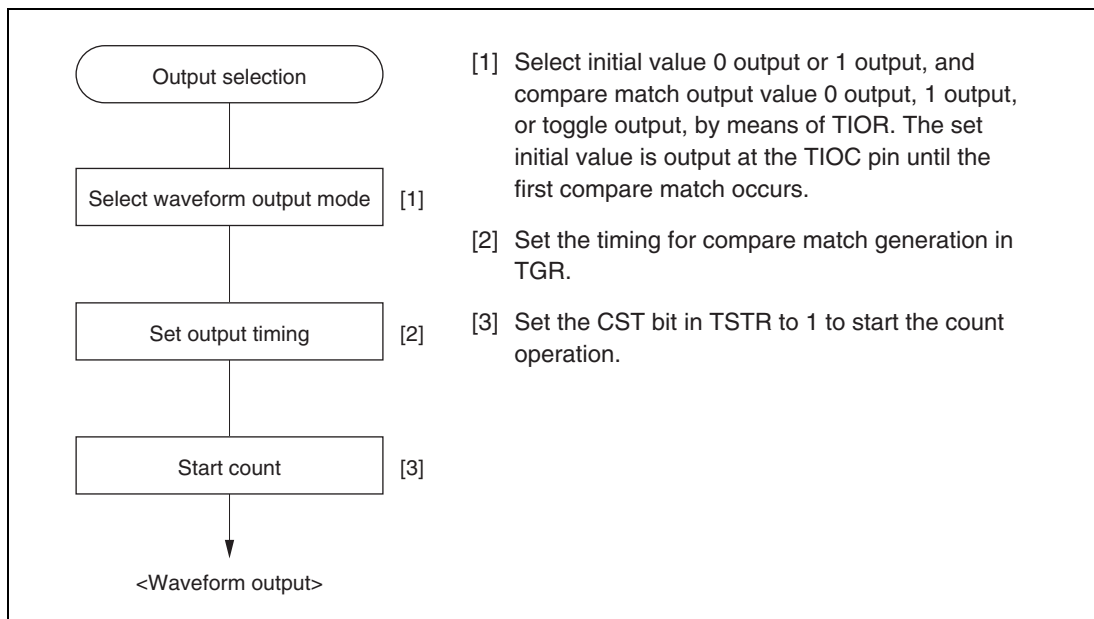 Output selection
Select waveform output mode [1]
Set output timing [2]
Start count [3]
<Waveform output>
[1] Select initial value 0 output or 1 output, and
compare match output value 0 output, 1 output,
or toggle output, by means of TIOR. The set
initial value is output at the TIOC pin until the
first compare match occurs.
[2] Set the timing for compare match generation in
TGR.
[3] Set the CST bit in TSTR to 1 to start the count
operation.